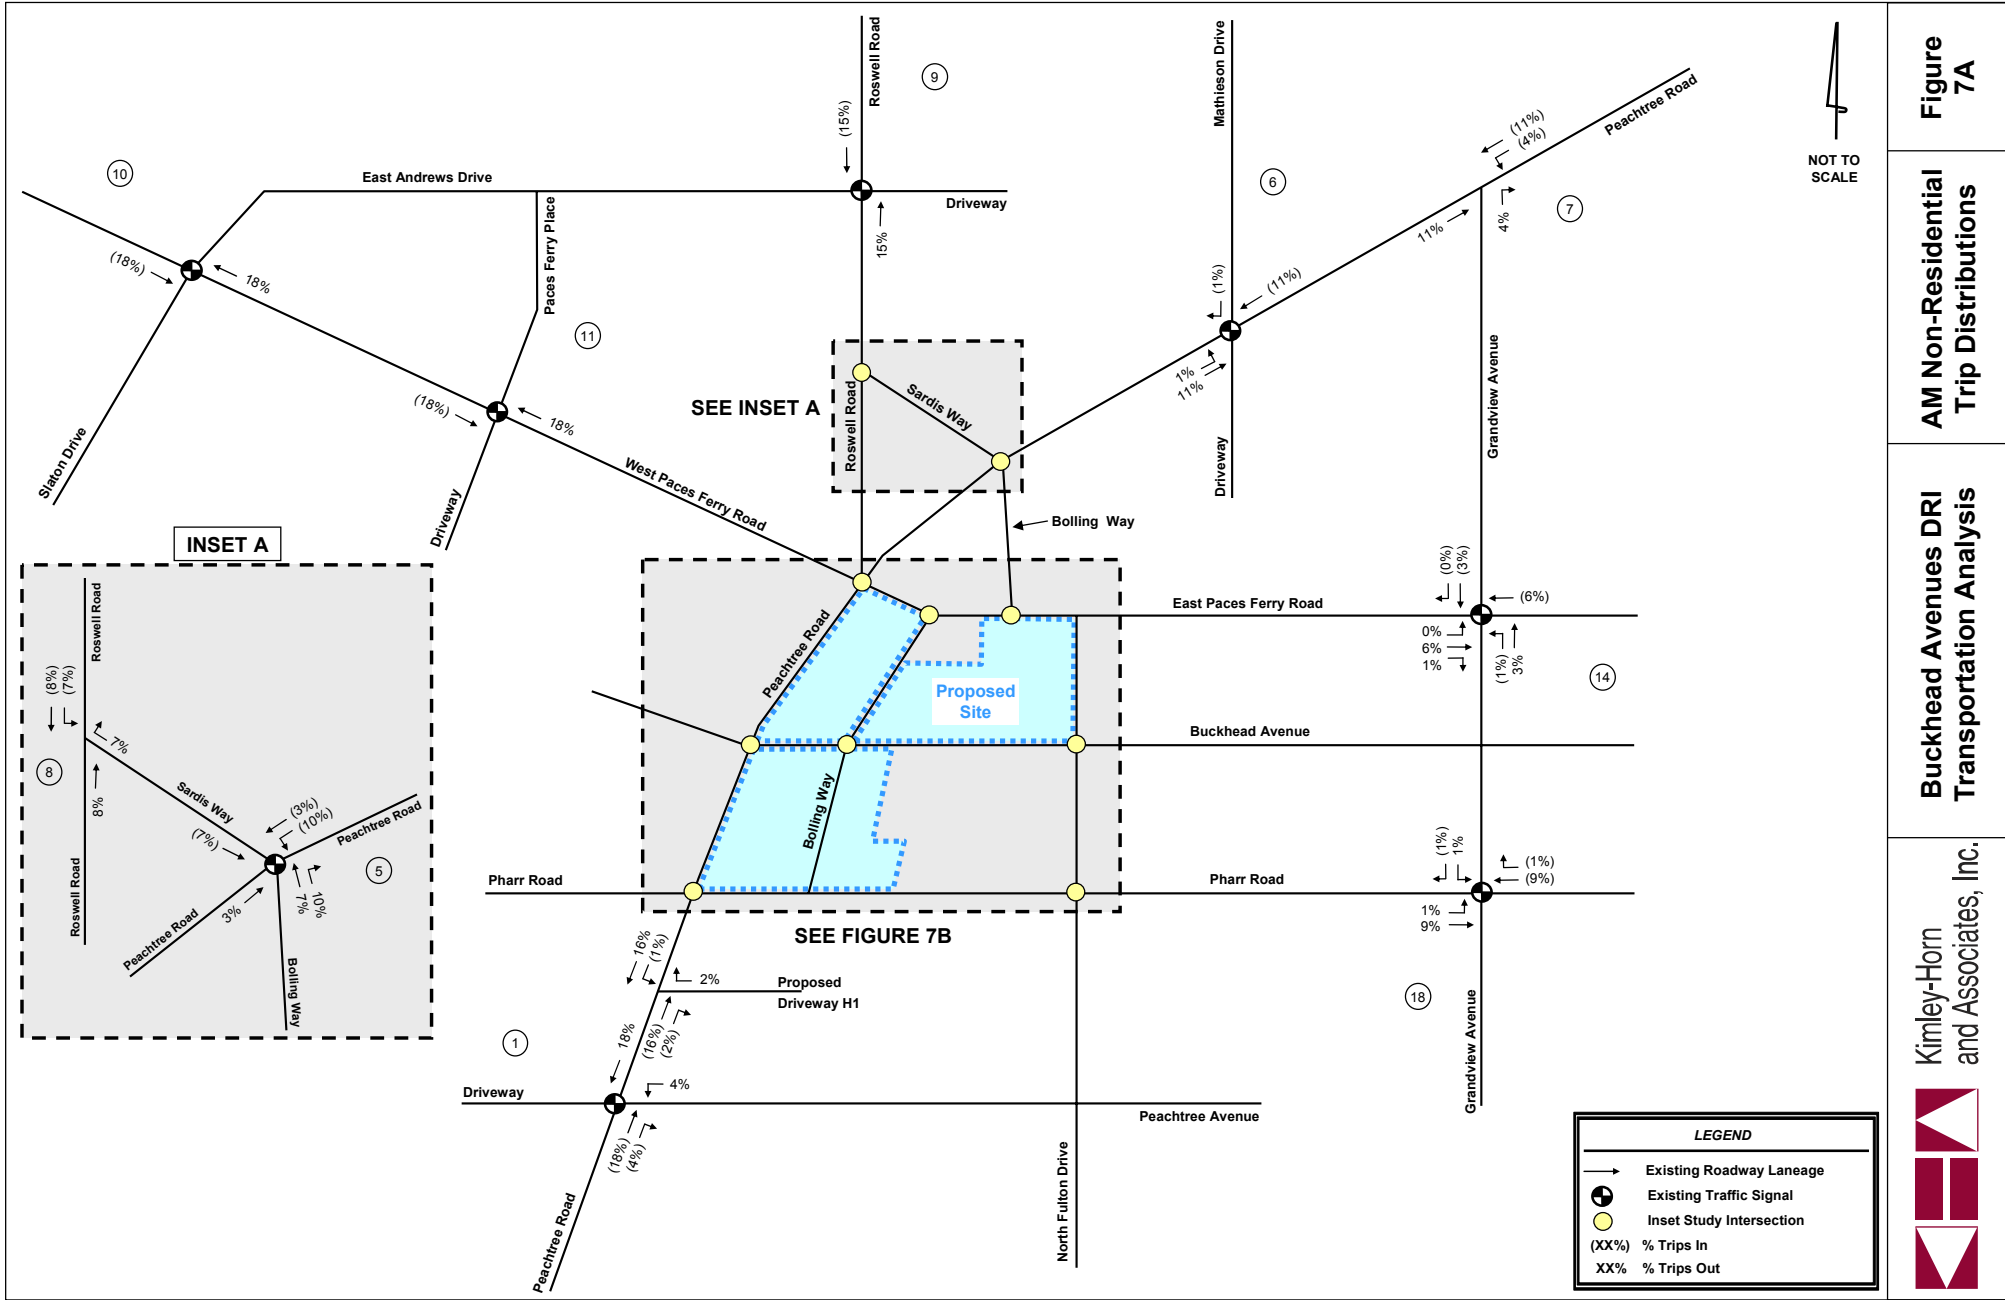 Roswell Road
9
(15%)
Mathieson Drive
6
Peachtree Road
(11%)
(4%)
4%
11%
7
NOT TO
SCALE
10
East Andrews Drive
Driveway
15%
Paces Ferry Place
(18%)
18%
11
(1%)
(11%)
1%
11%
Grandview Avenue
Slaton Drive
(18%)
18%
Driveway
West Paces Ferry Road
SEE INSET A
Roswell Road
Sardis Way
Driveway
Bolling Way
INSET A
Roswell Road
(8%)
(7%)
7%
8
8%
Sardis Way
(7%)
(3%)
(10%)
Peachtree Road
5
10%
7%
3%
Peachtree Road
Roswell Road
Bolling Way
East Paces Ferry Road
(0%)
(3%)
(6%)
0%
6%
1%
(1%)
3%
14
Peachtree Road
Proposed
Site
Buckhead Avenue
Bolling Way
Pharr Road
Pharr Road
(1%)
1%
(1%)
(9%)
1%
9%
18
Grandview Avenue
SEE FIGURE 7B
16%
(1%)
2%
Proposed
Driveway H1
18%
(16%)
(2%)
1
Driveway
4%
Peachtree Avenue
(18%)
(4%)
Peachtree Road
North Fulton Drive
LEGEND
Existing Roadway Laneage
Existing Traffic Signal
Inset Study Intersection
(XX%) % Trips In
XX% % Trips Out
Figure
7A
AM Non-Residential
Trip Distributions
Buckhead Avenues DRI
Transportation Analysis
Kimley-Horn
and Associates, Inc.